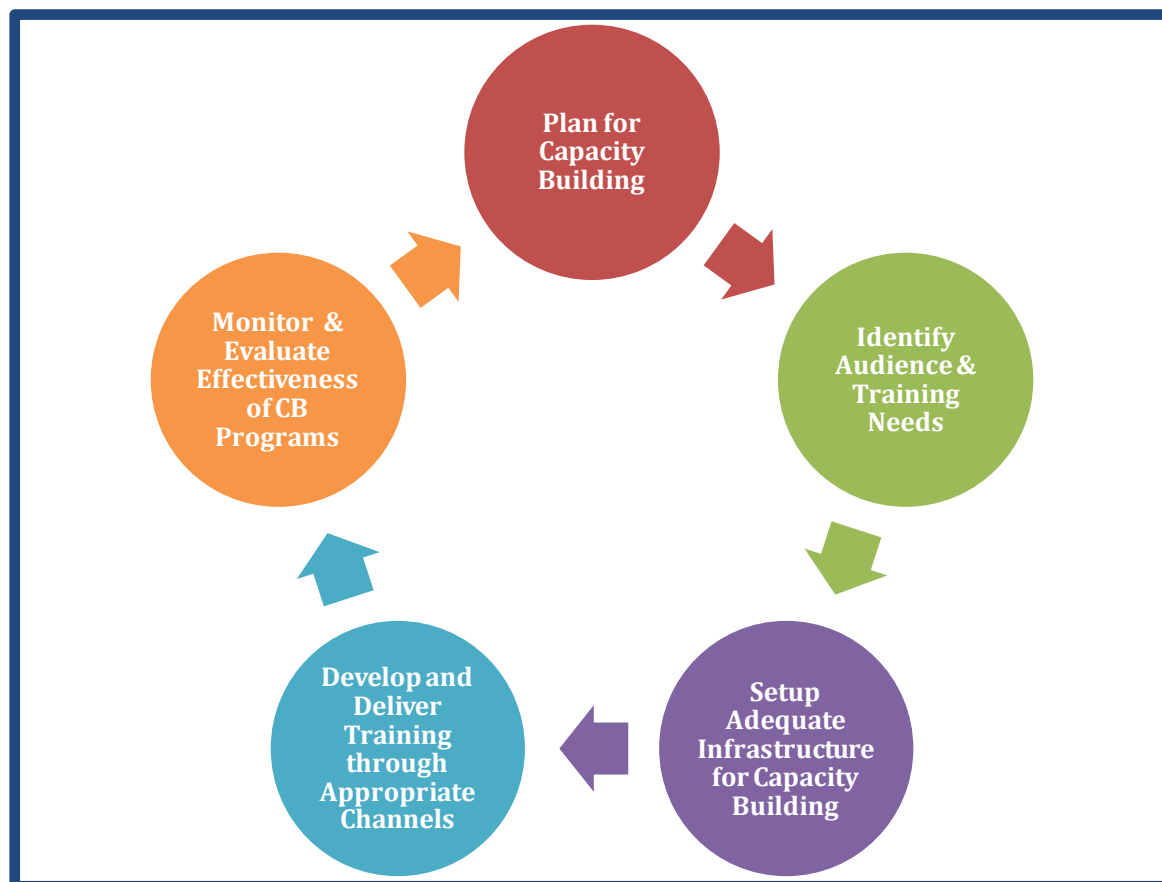 Plan for
Capacity
Building
Identify
Audience &
Training
Needs
Setup
Adequate
Infrastructure
for Capacity
Building
Develop and
Deliver
Training
through
Appropriate
Channels
Monitor &
Evaluate
Effectiveness
of CB
Programs